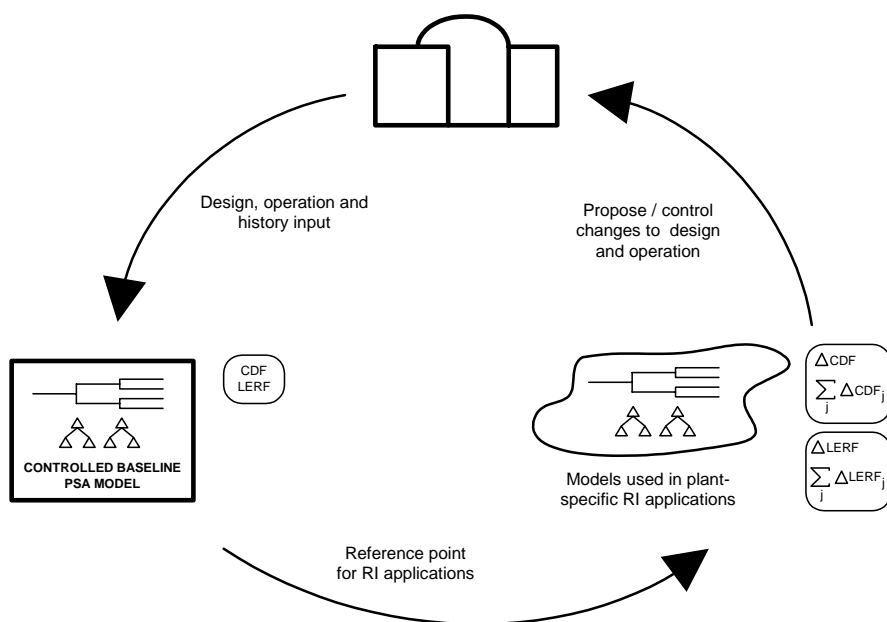 Design, operation and
history input
Propose / control
changes to design
and operation
CDF
LERF
CONTROLLED BASELINE
PSA MODEL
Models used in plant-
specific RI applications
ΔCDF
∑ ΔCDFj
j
ΔLERF
∑ ΔLERFj
j
Reference point
for RI applications